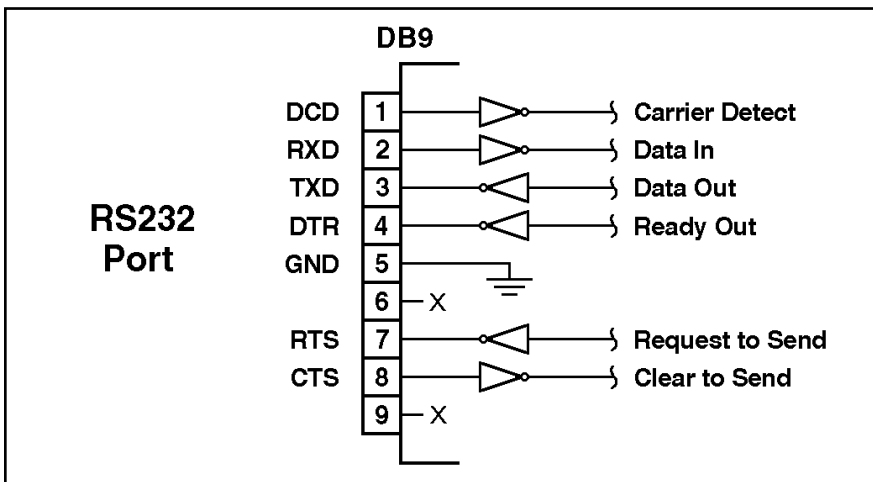 DB9
DCD 1 Carrier Detect
RXD 2 Data In
TXD 3 Data Out
RS232
Port
DTR 4 Ready Out
GND 5
6 X
RTS 7 Request to Send
CTS 8 Clear to Send
9 X